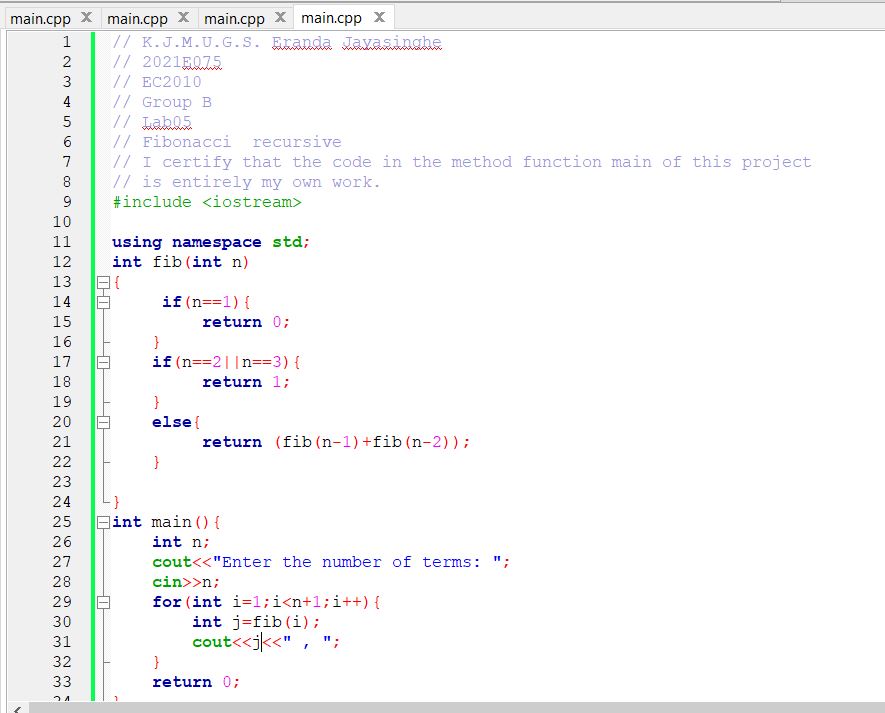 main.cpp X main.cpp X main.cpp X main.cpp X
1 // K.J.M.U.G.S. Eranda Jayasinghe
2 // 2021E075
3 // EC2010
4 // Group B
5 // Lab05
6 // Fibonacci  recursive
7 // I certify that the code in the method function main of this project
8 // is entirely my own work.
9 #include <iostream>
10
11 using namespace std;
12 int fib(int n)
13 {
14      if(n==1){
15          return 0;
16     }
17     if(n==2||n==3){
18          return 1;
19     }
20     else{
21          return (fib(n-1)+fib(n-2));
22     }
23
24 }
25 int main(){
26     int n;
27     cout<<"Enter the number of terms: ";
28     cin>>n;
29     for(int i=1;i<n+1;i++){
30         int j=fib(i);
31         cout<<j<<" , ";
32     }
33     return 0;
34 }